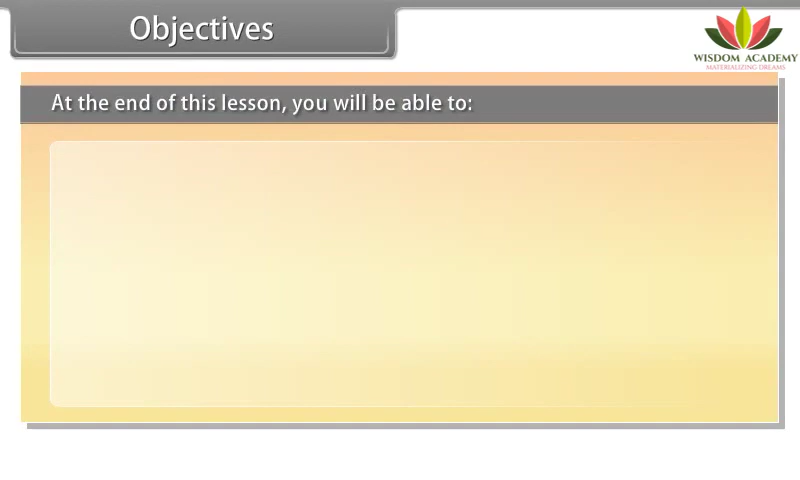 Objectives
WISDOM ACADEMY
MATERIALIZING DREAMS
At the end of this lesson, you will be able to: